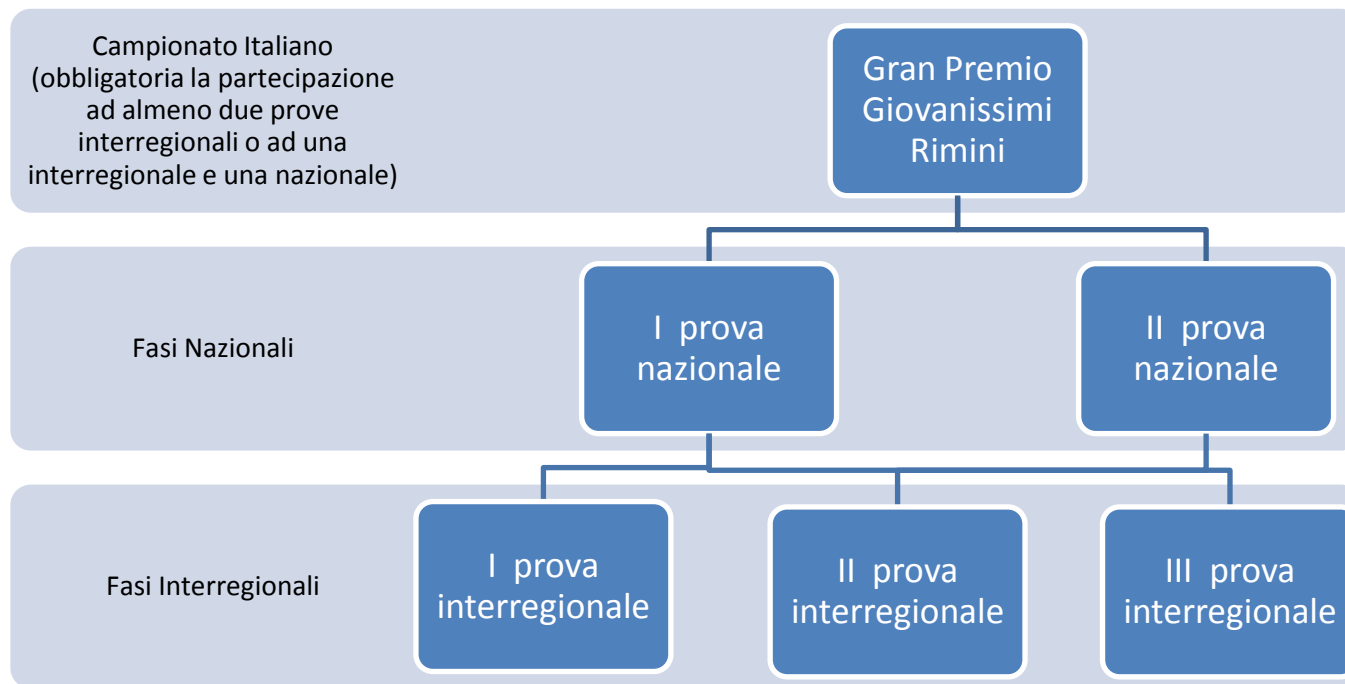 Campionato Italiano
(obbligatoria la partecipazione
ad almeno due prove
interregionali o ad una
interregionale e una nazionale)
Gran Premio
Giovanissimi
Rimini
Fasi Nazionali
I prova
nazionale
II prova
nazionale
Fasi Interregionali
I prova
interregionale
II prova
interregionale
III prova
interregionale